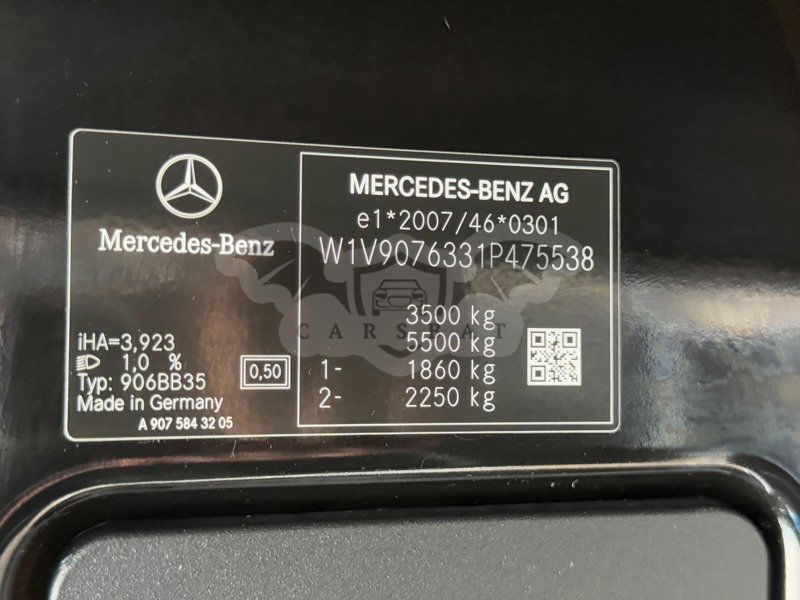 Mercedes-Benz
iHA=3,923
1,0 %
Typ: 906BB35
Made in Germany
0,50
A 907 584 32 05
MERCEDES-BENZ AG
e1*2007/46*0301
W1V9076331P475538
3500 kg
5500 kg
1- 1860 kg
2- 2250 kg
CARSBAT